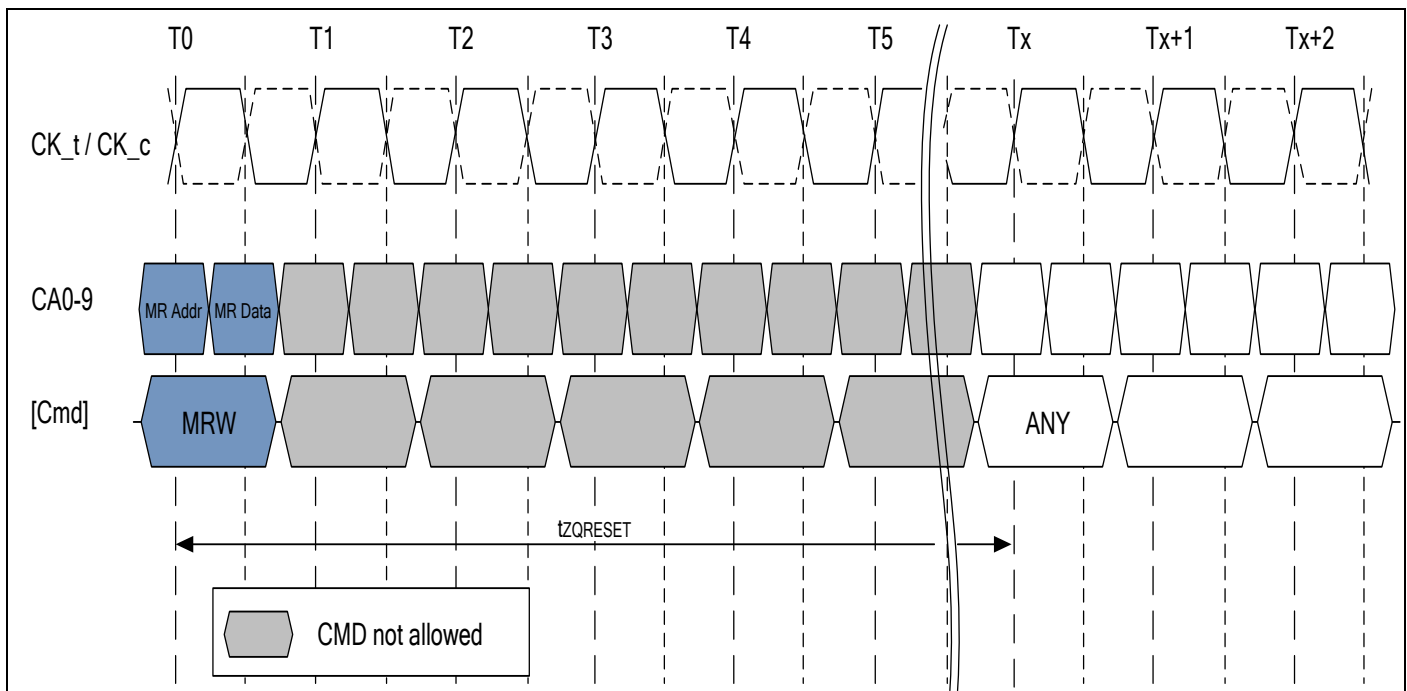 T0 T1 T2 T3 T4 T5 Tx Tx+1 Tx+2
CK_t / CK_c
CA0-9 MR Addr MR Data
[Cmd] MRW ANY
tZQRESET
CMD not allowed